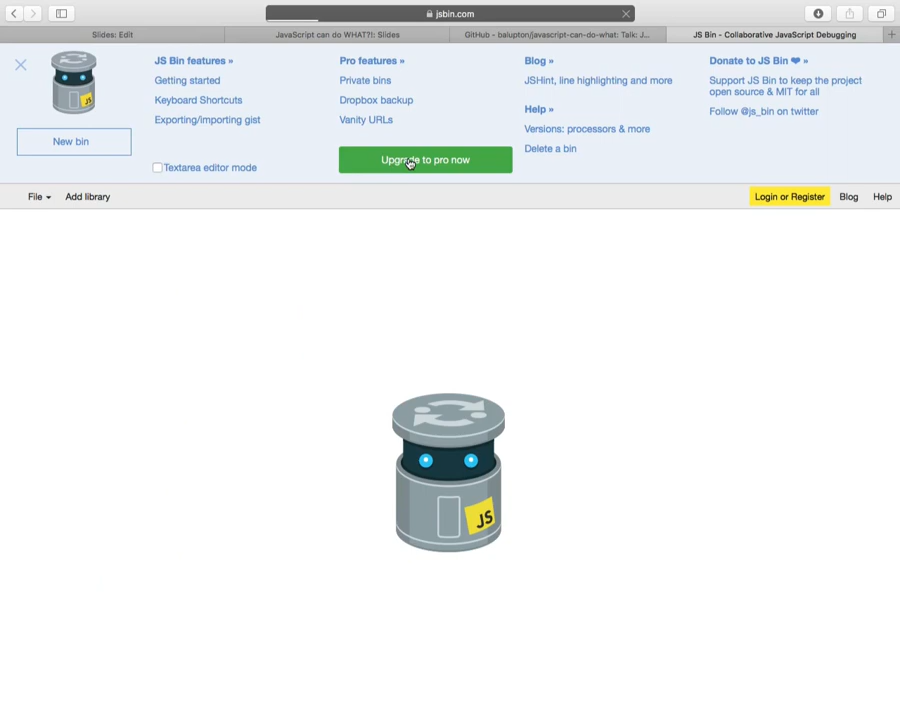 jsbin.com
Slides: Edit
JavaScript can do WHAT?!: Slides
GitHub - balupton/javascript-can-do-what: Talk: J...
JS Bin - Collaborative JavaScript Debugging
JS Bin features »
Getting started
Keyboard Shortcuts
Exporting/importing gist
Textarea editor mode
New bin
Pro features »
Private bins
Dropbox backup
Vanity URLs
Upgrade to pro now
Blog »
JSHint, line highlighting and more
Help »
Versions: processors & more
Delete a bin
Donate to JS Bin ❤ »
Support JS Bin to keep the project
open source & MIT for all
Follow @js_bin on twitter
File
Add library
Login or Register
Blog
Help
JS
JS